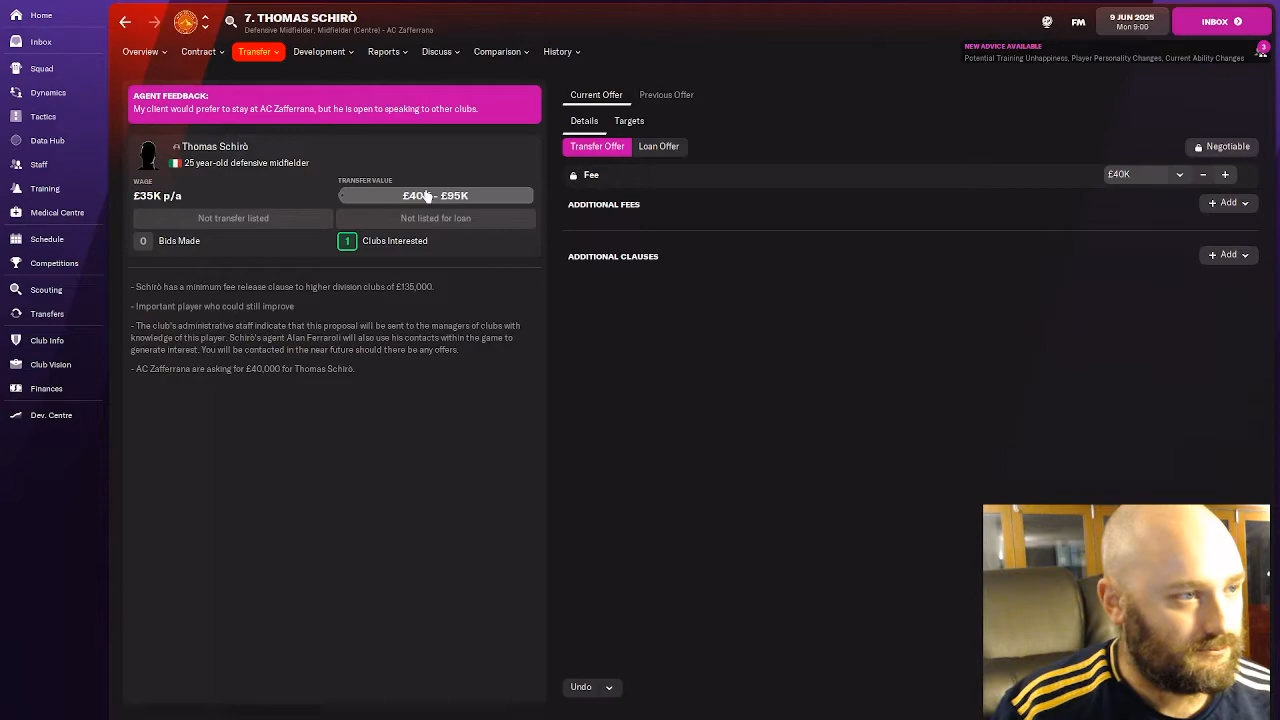 Home
Inbox
Squad
Dynamics
Tactics
Data Hub
Staff
Training
Medical Centre
Schedule
Competitions
Scouting
Transfers
Club Info
Club Vision
Finances
Dev. Centre
7. THOMAS SCHIRÒ
Defensive Midfielder, Midfielder (Centre) - AC Zafferana
FM
9 JUN 2025
Mon 9:00
INBOX
Overview
Contract
Transfer
Development
Reports
Discuss
Comparison
History
NEW ADVICE AVAILABLE
3
Potential Training Unhappiness, Player Personality Changes, Current Ability Changes
AGENT FEEDBACK:
My client would prefer to stay at AC Zafferana, but he is open to speaking to other clubs.
Thomas Schirò
25 year-old defensive midfielder
WAGE
£35K p/a
TRANSFER VALUE
£40K - £95K
Not transfer listed
Not listed for loan
0 Bids Made
1 Clubs Interested
- Schirò has a minimum fee release clause to higher division clubs of £135,000.
- Important player who could still improve
- The club's administrative staff indicate that this proposal will be sent to the managers of clubs with
knowledge of this player. Schirò's agent Alan Ferraroli will also use his contacts within the game to
generate interest. You will be contacted in the near future should there be any offers.
- AC Zafferana are asking for £40,000 for Thomas Schirò.
Current Offer
Previous Offer
Details
Targets
Transfer Offer
Loan Offer
Negotiable
Fee
£40K
ADDITIONAL FEES
+ Add
ADDITIONAL CLAUSES
+ Add
Undo